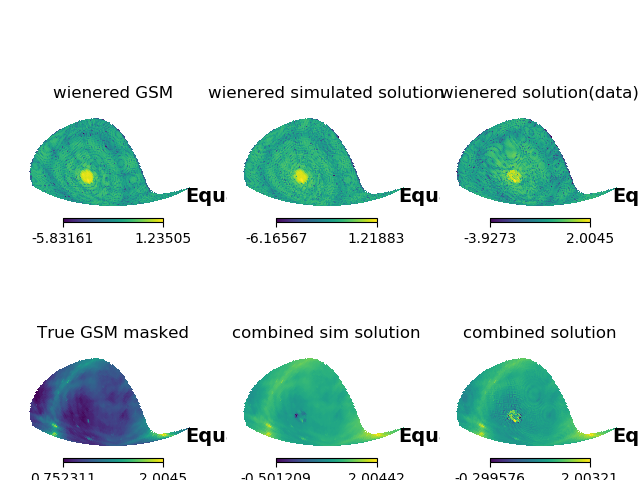 wienered GSM
wienered simulated solution
wienered solution(data)
Equ
Equ
Eq
-5.83161 1.23505
-6.16567 1.21883
-3.9273 2.0045
True GSM masked
combined sim solution
combined solution
Equ
Equ
Eq
0.752311 2.0045
-0.501209 2.00442
-0.299576 2.00321